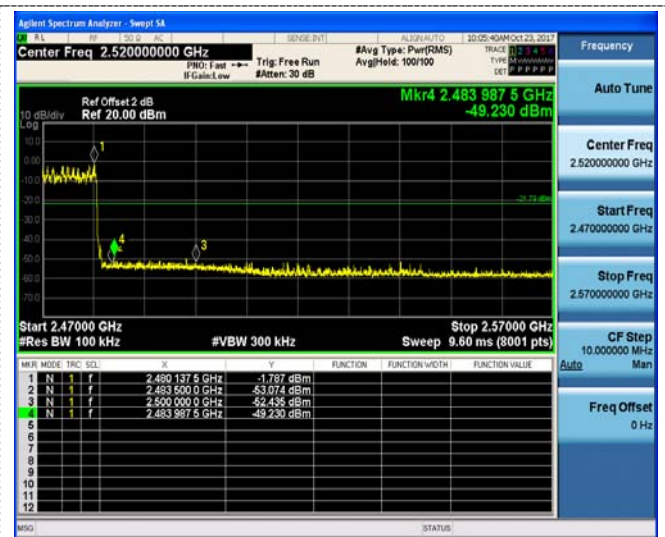 Agilent Spectrum Analyzer - Swept SA
RL RF 50 Ω AC SENSE:INT ALIGN AUTO 10:05:40 AM Oct 23, 2017
Center Freq 2.520000000 GHz
PNO: Fast
IFGain:Low
Trig: Free Run
#Atten: 30 dB
#Avg Type: Pwr(RMS)
Avg|Hold: 100/100
TRACE 1 2 3 4 5 6
TYPE
DET P P P P P P
Frequency
Mkr4 2.483 987 5 GHz
-49.230 dBm
Ref Offset 2 dB
10 dB/div Ref 20.00 dBm
Log
10.0
0.00
-10.0
-20.0
-30.0
-40.0
-50.0
-60.0
-70.0
1
4
3
Start 2.47000 GHz
Stop 2.57000 GHz
#Res BW 100 kHz
#VBW 300 kHz
Sweep 9.60 ms (8001 pts)
MKR MODE TRC SCL X Y FUNCTION FUNCTION WIDTH FUNCTION VALUE
1 N 1 f 2.480 137 5 GHz -1.787 dBm
2 N 1 f 2.483 500 0 GHz -53.074 dBm
3 N 1 f 2.500 000 0 GHz -52.435 dBm
4 N 1 f 2.483 987 5 GHz -49.230 dBm
5
6
7
8
9
10
11
12
MSG STATUS
Auto Tune
Center Freq
2.520000000 GHz
Start Freq
2.470000000 GHz
Stop Freq
2.570000000 GHz
CF Step
10.000000 MHz
Auto Man
Freq Offset
0 Hz